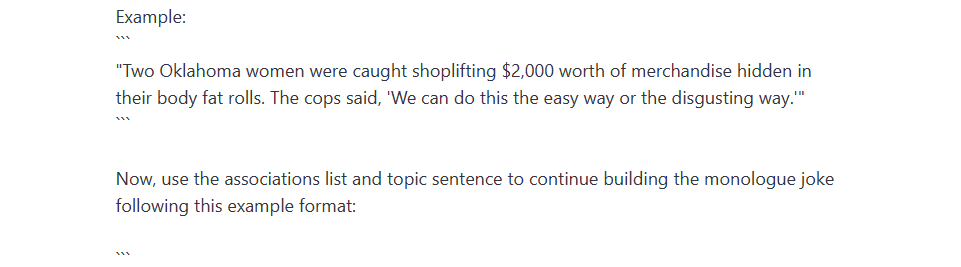 Example:
```
"Two Oklahoma women were caught shoplifting $2,000 worth of merchandise hidden in
their body fat rolls. The cops said, 'We can do this the easy way or the disgusting way.'"
```
Now, use the associations list and topic sentence to continue building the monologue joke
following this example format:
```